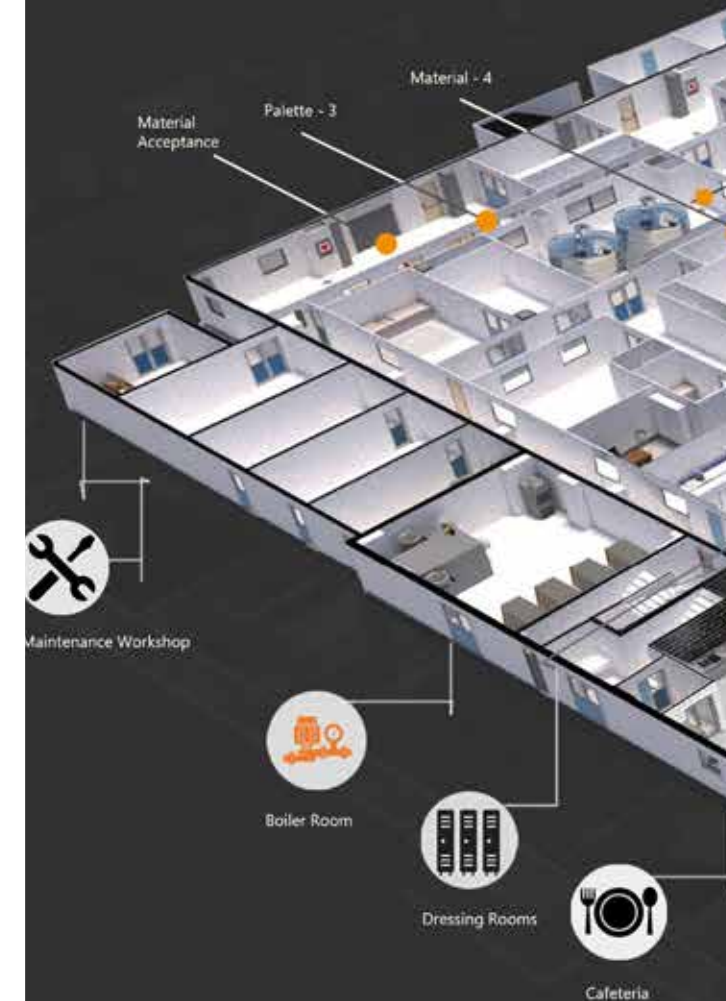 Material - 4
Palette - 3
Material
Acceptance
Maintenance Workshop
Boiler Room
Dressing Rooms
Cafeteria